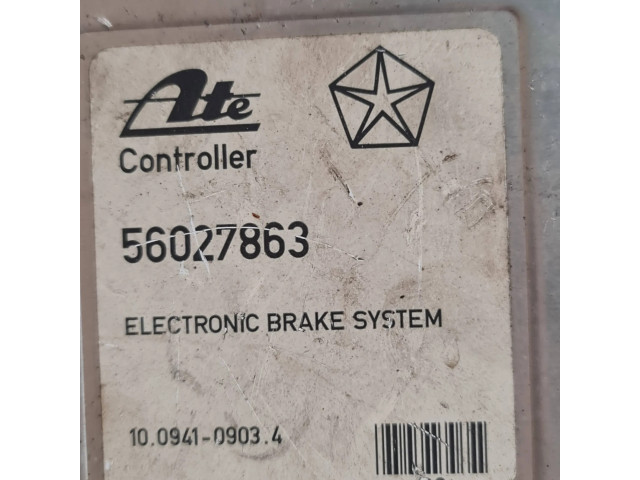 Ate
Controller
56027863
ELECTRONIC BRAKE SYSTEM
10.0941-0903.4